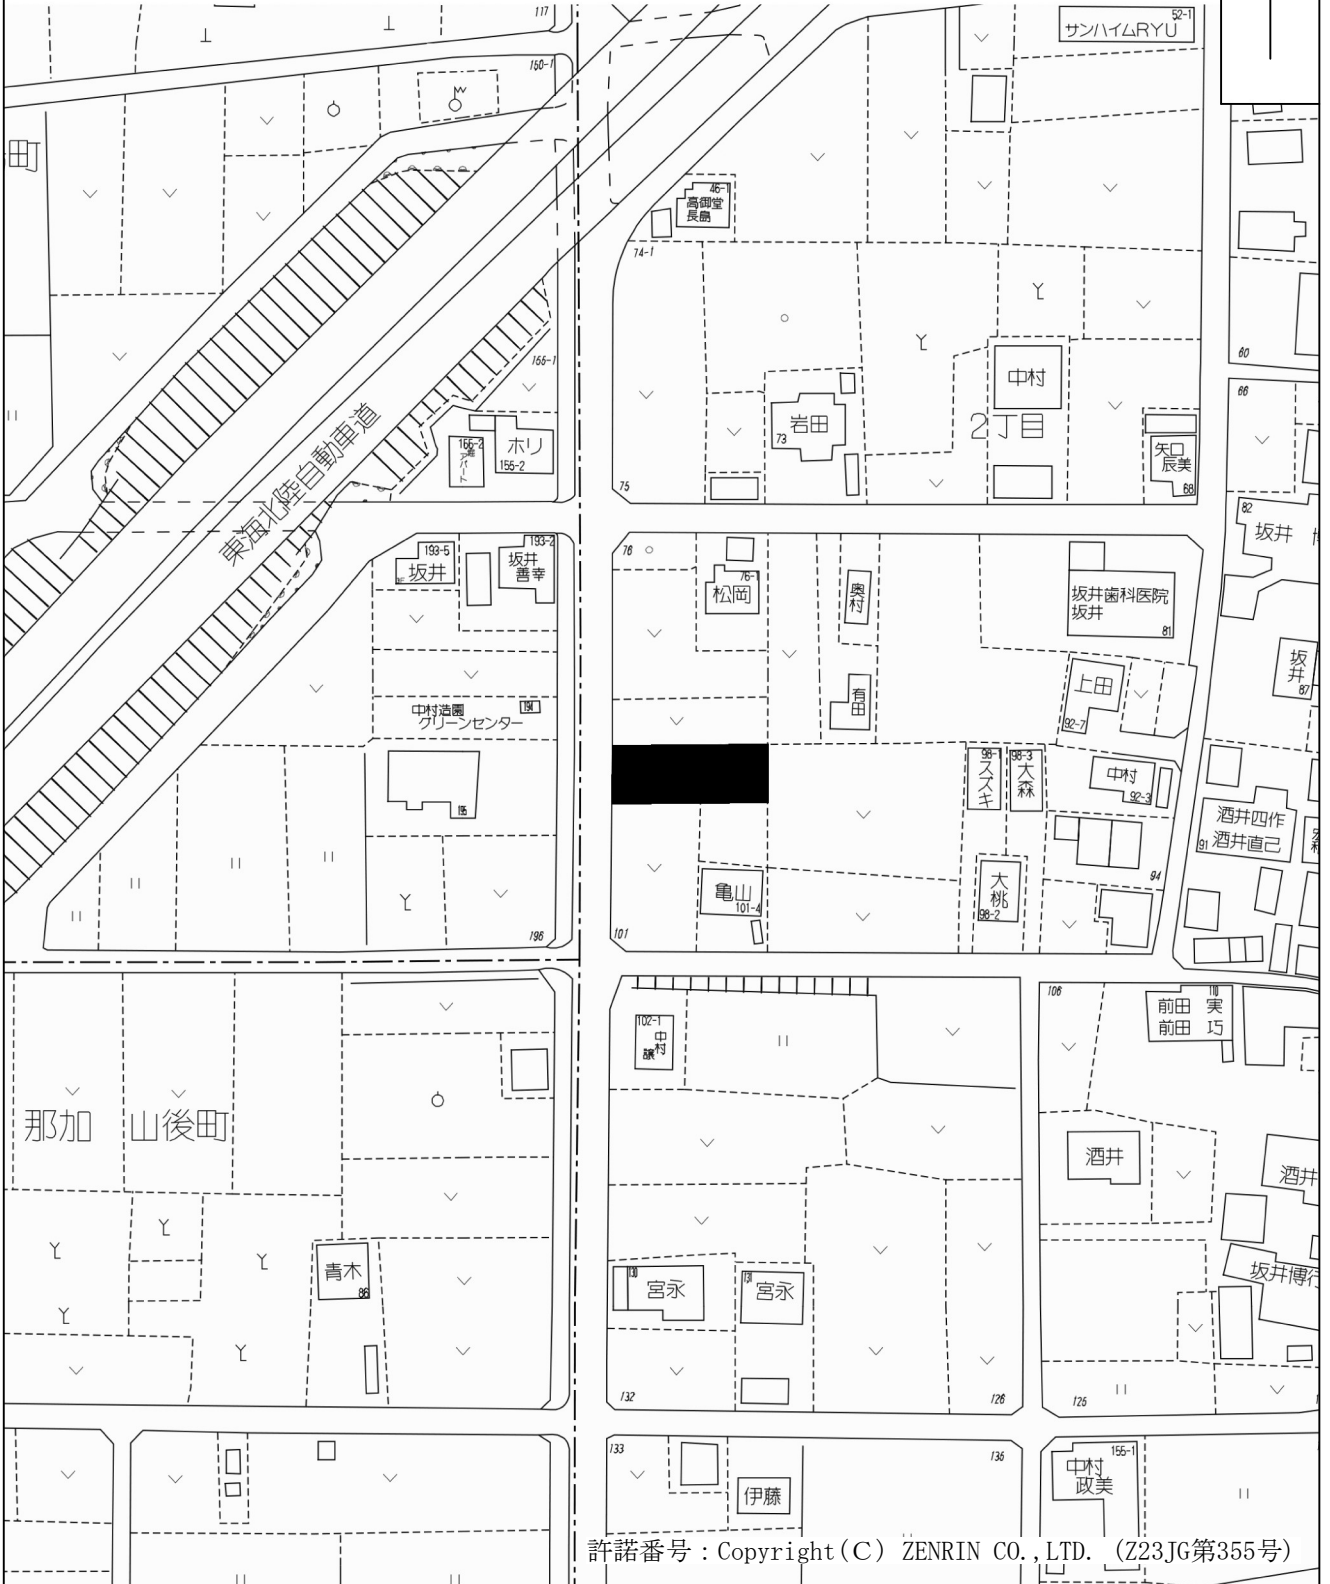 117
52-1
サンハイムRYU
150-1
町
46-1
高御堂
長島
74-1
中村
60
66
155-1
岩田
73
2丁目
東海北陸自動車道
ホリ
155-2
アパート
矢口
辰美
68
75
82
坂井
193-5
坂井
193-2
坂井
善幸
76
76-1
松岡
奥村
坂井歯科医院
坂井
81
坂井
87
上田
92-7
有田
中村造園
グリーンセンター
194
195
98-1
スズキ
98-3
大森
中村
92-3
酒井四作
酒井直己
91
94
亀山
101-4
大桃
98-2
196
101
102-1
中村
譲
106
110
前田 実
前田 巧
那加 山後町
酒井
酒井
青木
86
130
宮永
131
宮永
坂井博行
132
126
125
133
135
155-1
中村
政美
伊藤
許諾番号:Copyright(C) ZENRIN CO.,LTD. (Z23JG第355号)